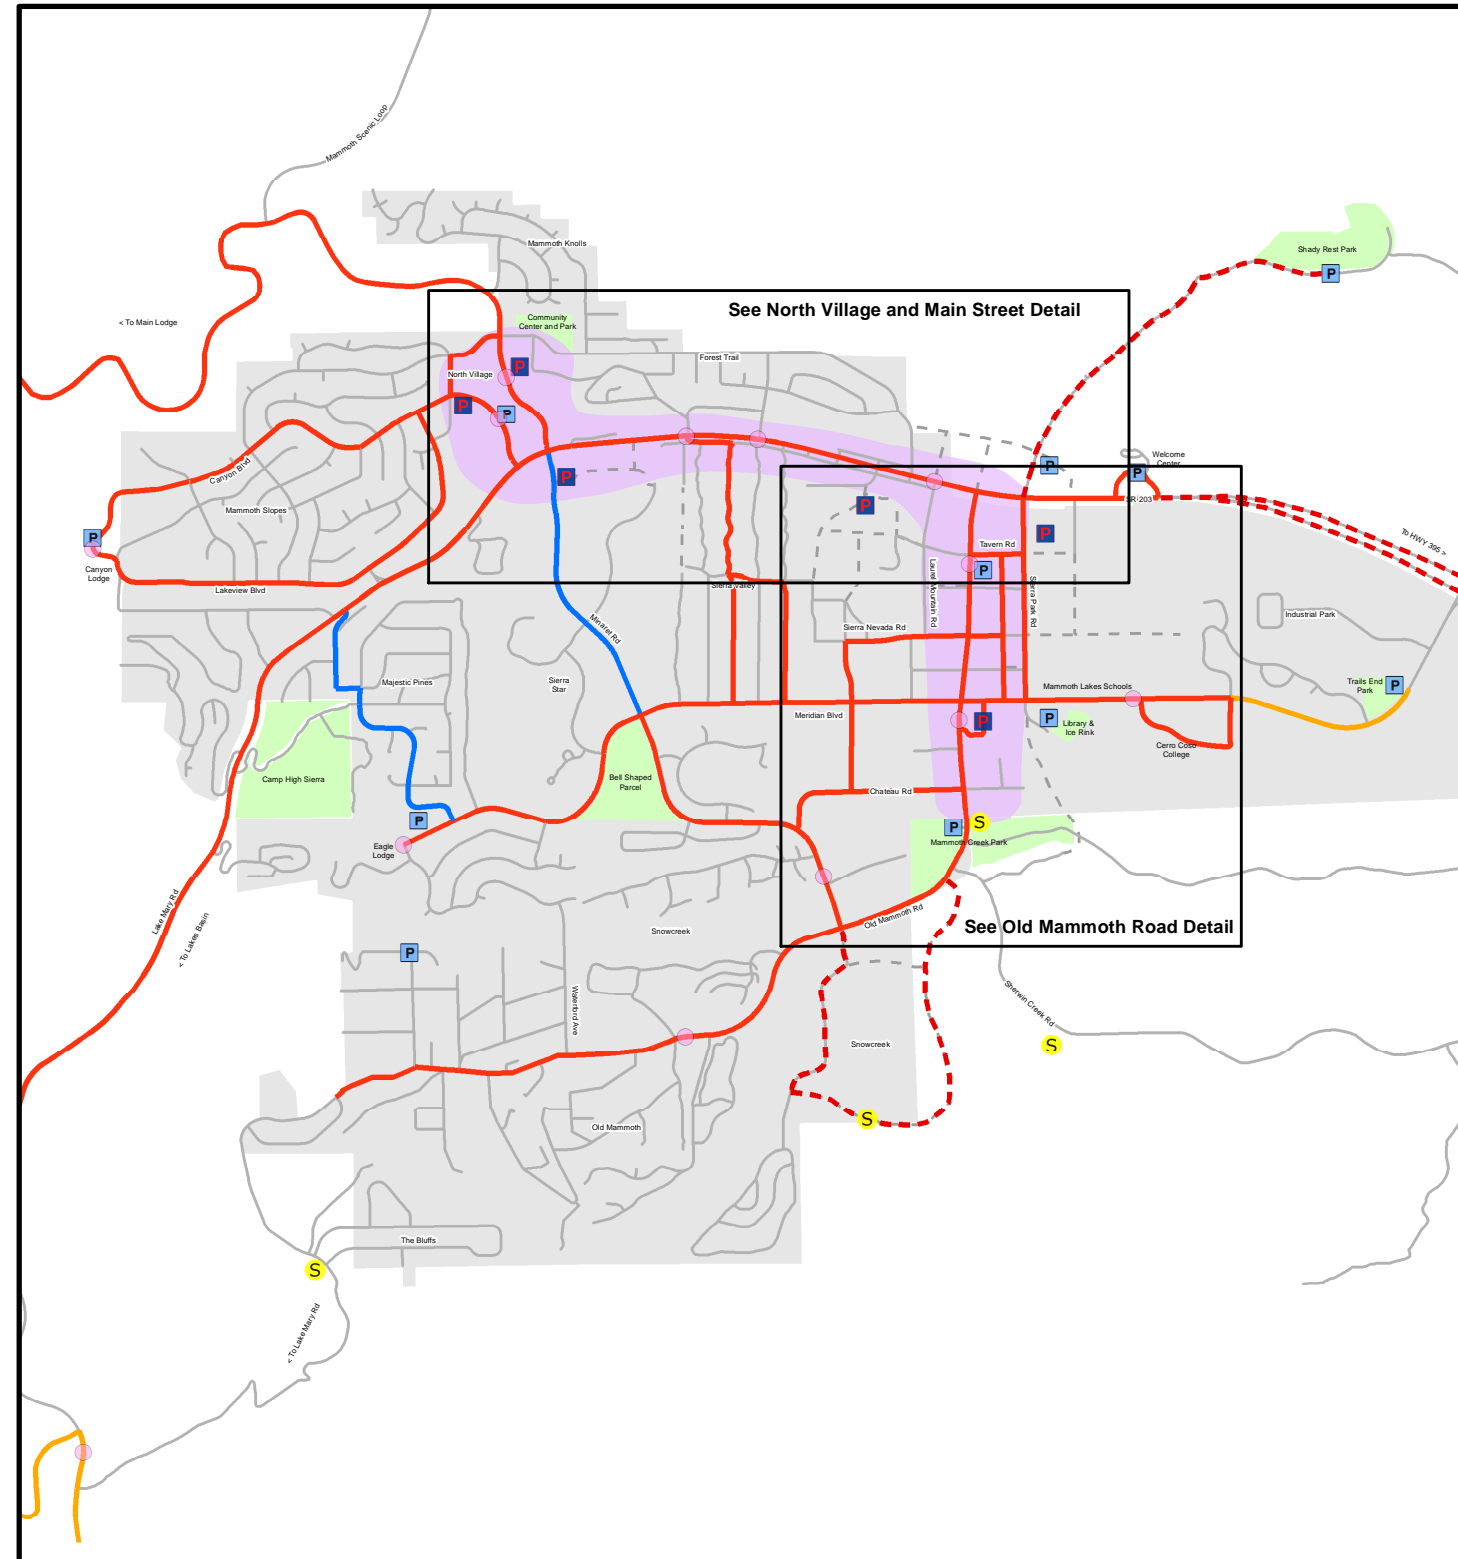 Mammoth Scenic Loop
Mammoth Knolls
Shady Rest Park
P
See North Village and Main Street Detail
< To Main Lodge
Community
Center and Park
Forest Trail
P
North Village
P
P
Welcome
Center
P
P
Canyon Blvd
P
SR 203
P
Mammoth Slopes
P
P
To HWY 395 >
Tavern Rd
Canyon
Lodge
P
Lakeview Blvd
Sierra Valley
Laurel Mountain Rd
Sierra Park Rd
Industrial Park
Minaret Rd
Sierra Nevada Rd
Majestic Pines
Sierra
Star
Mammoth Lakes Schools
Trails End
Park
P
Meridian Blvd
P
P
Library &
Ice Rink
Cerro Coso
College
Camp High Sierra
Bell Shaped
Parcel
Chateau Rd
P
P
S
Eagle
Lodge
Mammoth Creek Park
Lake Mary Rd
< To Lakes Basin
Old Mammoth Rd
Snowcreek
See Old Mammoth Road Detail
P
Waterford Ave
Sherwin Creek Rd
Snowcreek
S
S
Old Mammoth
The Bluffs
S
< To Lake Mary Rd